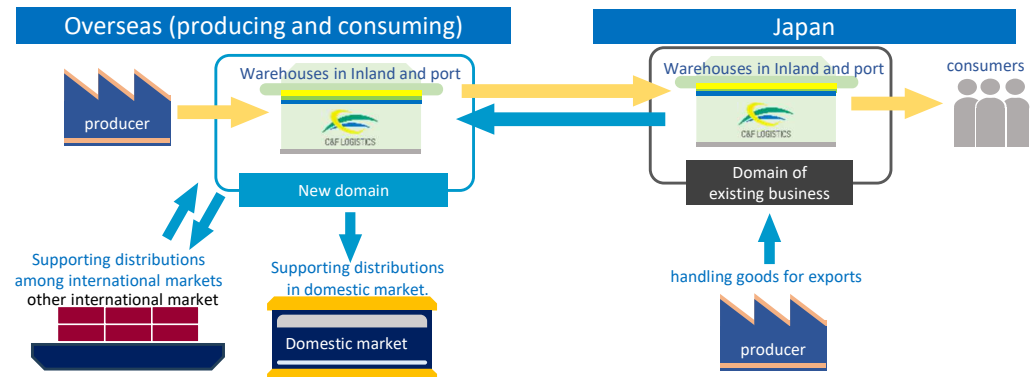 Overseas (producing and consuming)
Japan
Warehouses in Inland and port
producer
C&F LOGISTICS
New domain
Warehouses in Inland and port
C&F LOGISTICS
Domain of
existing business
consumers
Supporting distributions
among international markets
other international market
Supporting distributions
in domestic market.
Domestic market
handling goods for exports
producer